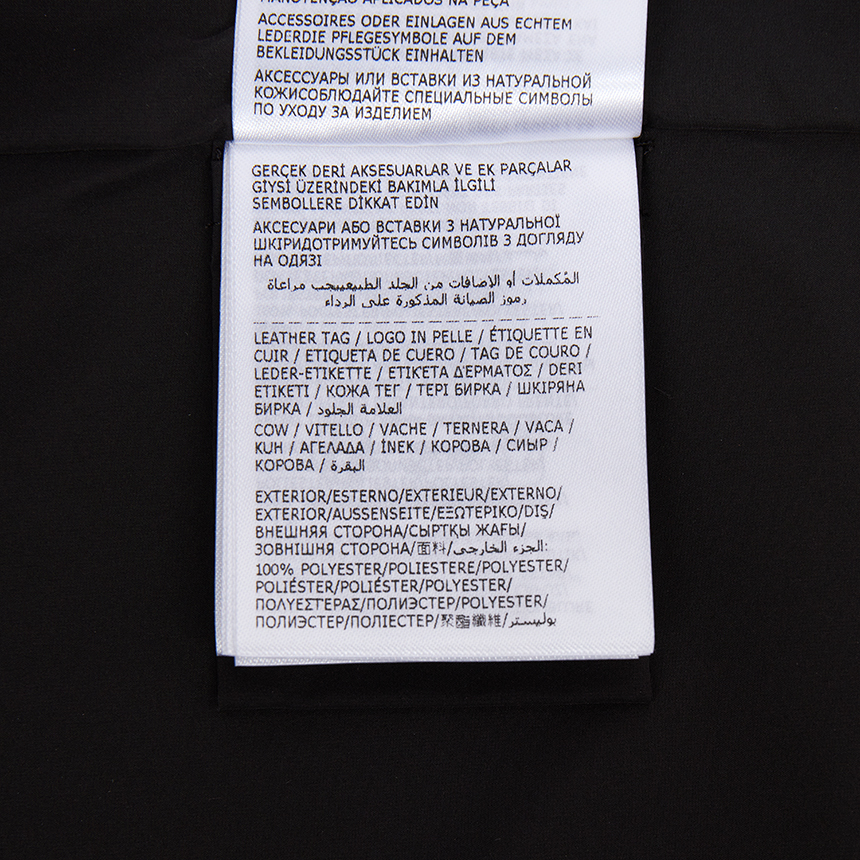 MANUTENÇÃO APLICADOS NA PEÇA
ACCESSOIRES ODER EINLAGEN AUS ECHTEM
LEDERDIE PFLEGESYMBOLE AUF DEM
BEKLEIDUNGSSTÜCK EINHALTEN
АКСЕССУАРЫ ИЛИ ВСТАВКИ ИЗ НАТУРАЛЬНОЙ
КОЖИСОБЛЮДАЙТЕ СПЕЦИАЛЬНЫЕ СИМВОЛЫ
ПО УХОДУ ЗА ИЗДЕЛИЕМ
GERÇEK DERİ AKSESUARLAR VE EK PARÇALAR
GİYSİ ÜZERİNDEKİ BAKIMLA İLGİLİ
SEMBOLLERE DİKKAT EDİN
АКСЕСУАРИ АБО ВСТАВКИ З НАТУРАЛЬНОЇ
ШКІРИДОТРИМУЙТЕСЬ СИМВОЛІВ З ДОГЛЯДУ
НА ОДЯЗІ
المُكملات أو الإضافات من الجلد الطبيعييجب مراعاة
رموز الصيانة المذكورة على الرداء
LEATHER TAG / LOGO IN PELLE / ÉTIQUETTE EN
CUIR / ETIQUETA DE CUERO / TAG DE COURO /
LEDER-ETIKETTE / ΕΤΙΚΈΤΑ ΔΈΡΜΑΤΟΣ / DERI
ETIKETI / КОЖА ТЕГ / ТЕРІ БИРКА / ШКІРЯНА
БИРКА / العلامة الجلود
COW / VITELLO / VACHE / TERNERA / VACA /
KUH / ΑΓΕΛΑΔΑ / İNEK / КОРОВА / СИЫР /
КОРОВА / البقرة
EXTERIOR/ESTERNO/EXTERIEUR/EXTERNO/
EXTERIOR/AUSSENSEITE/ΕΞΩΤΕΡΙΚΟ/DIŞ/
ВНЕШНЯЯ СТОРОНА/СЫРТҚЫ ЖАҒЫ/
ЗОВНІШНЯ СТОРОНА/面料/الجزء الخارجي:
100% POLYESTER/POLIESTERE/POLYESTER/
POLIÉSTER/POLIÉSTER/POLYESTER/
ΠΟΛΥΕΣΤΕΡΑΣ/ПОЛИЭСТЕР/POLYESTER/
ПОЛИЭСТЕР/ПОЛІЕСТЕР/聚酯纖維/بوليستر